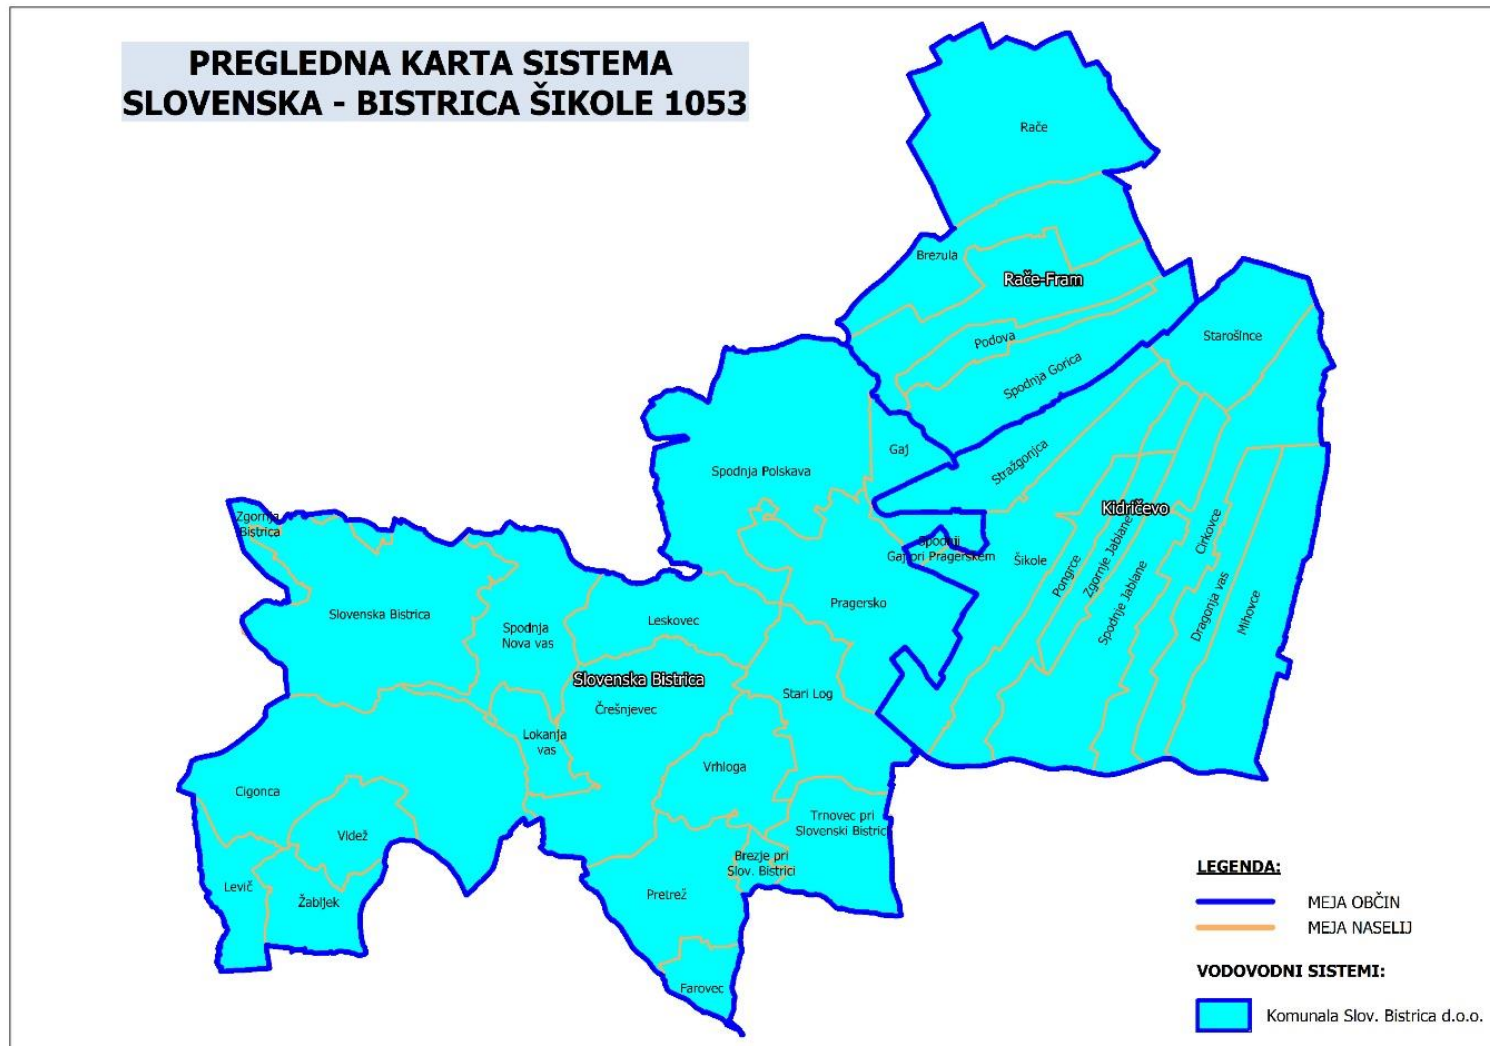 PREGLEDNA KARTA SISTEMA
SLOVENSKA - BISTRICA ŠIKOLE 1053
Rače
Brezula
Rače-Fram
Podova
Spodnja Gorica
Starošince
Gaj
Stražgonjca
Spodnja Polskava
Kidričevo
Zgornja
Bistrica
Spodnji
Gaj pri Pragerskem
Šikole
Pongrce
Zgornje Jablane
Spodnje Jablane
Cirkovce
Dragonja vas
Mihovce
Slovenska Bistrica
Spodnja
Nova vas
Leskovec
Pragersko
Slovenska Bistrica
Črešnjevec
Stari Log
Lokanja
vas
Vrhloga
Cigonca
Videž
Trnovec pri
Slovenski Bistric
Brezje pri
Slov. Bistrici
Levič
Žabljek
Pretrež
Farovec
LEGENDA:
MEJA OBČIN
MEJA NASELIJ
VODOVODNI SISTEMI:
Komunala Slov. Bistrica d.o.o.